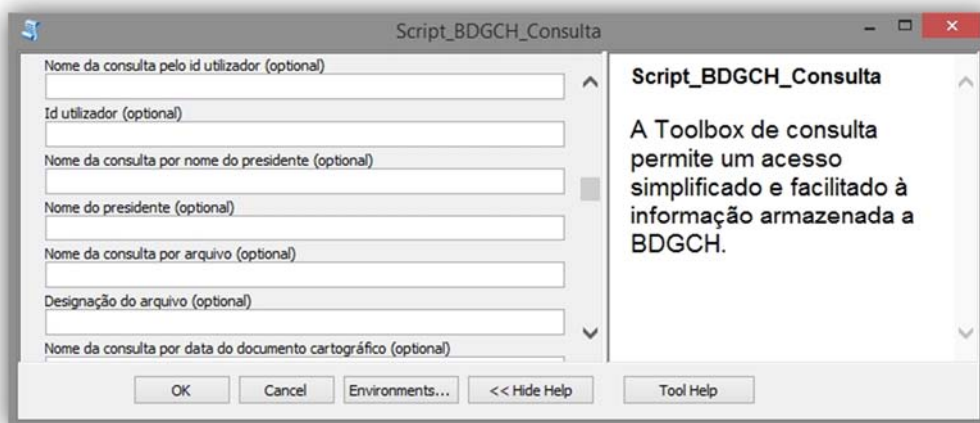 Script_BDGCH_Consulta
Nome da consulta pelo id utilizador (optional)
Id utilizador (optional)
Nome da consulta por nome do presidente (optional)
Nome do presidente (optional)
Nome da consulta por arquivo (optional)
Designação do arquivo (optional)
Nome da consulta por data do documento cartográfico (optional)
Script_BDGCH_Consulta
A Toolbox de consulta
permite um acesso
simplificado e facilitado à
informação armazenada a
BDGCH.
OK
Cancel
Environments...
<< Hide Help
Tool Help